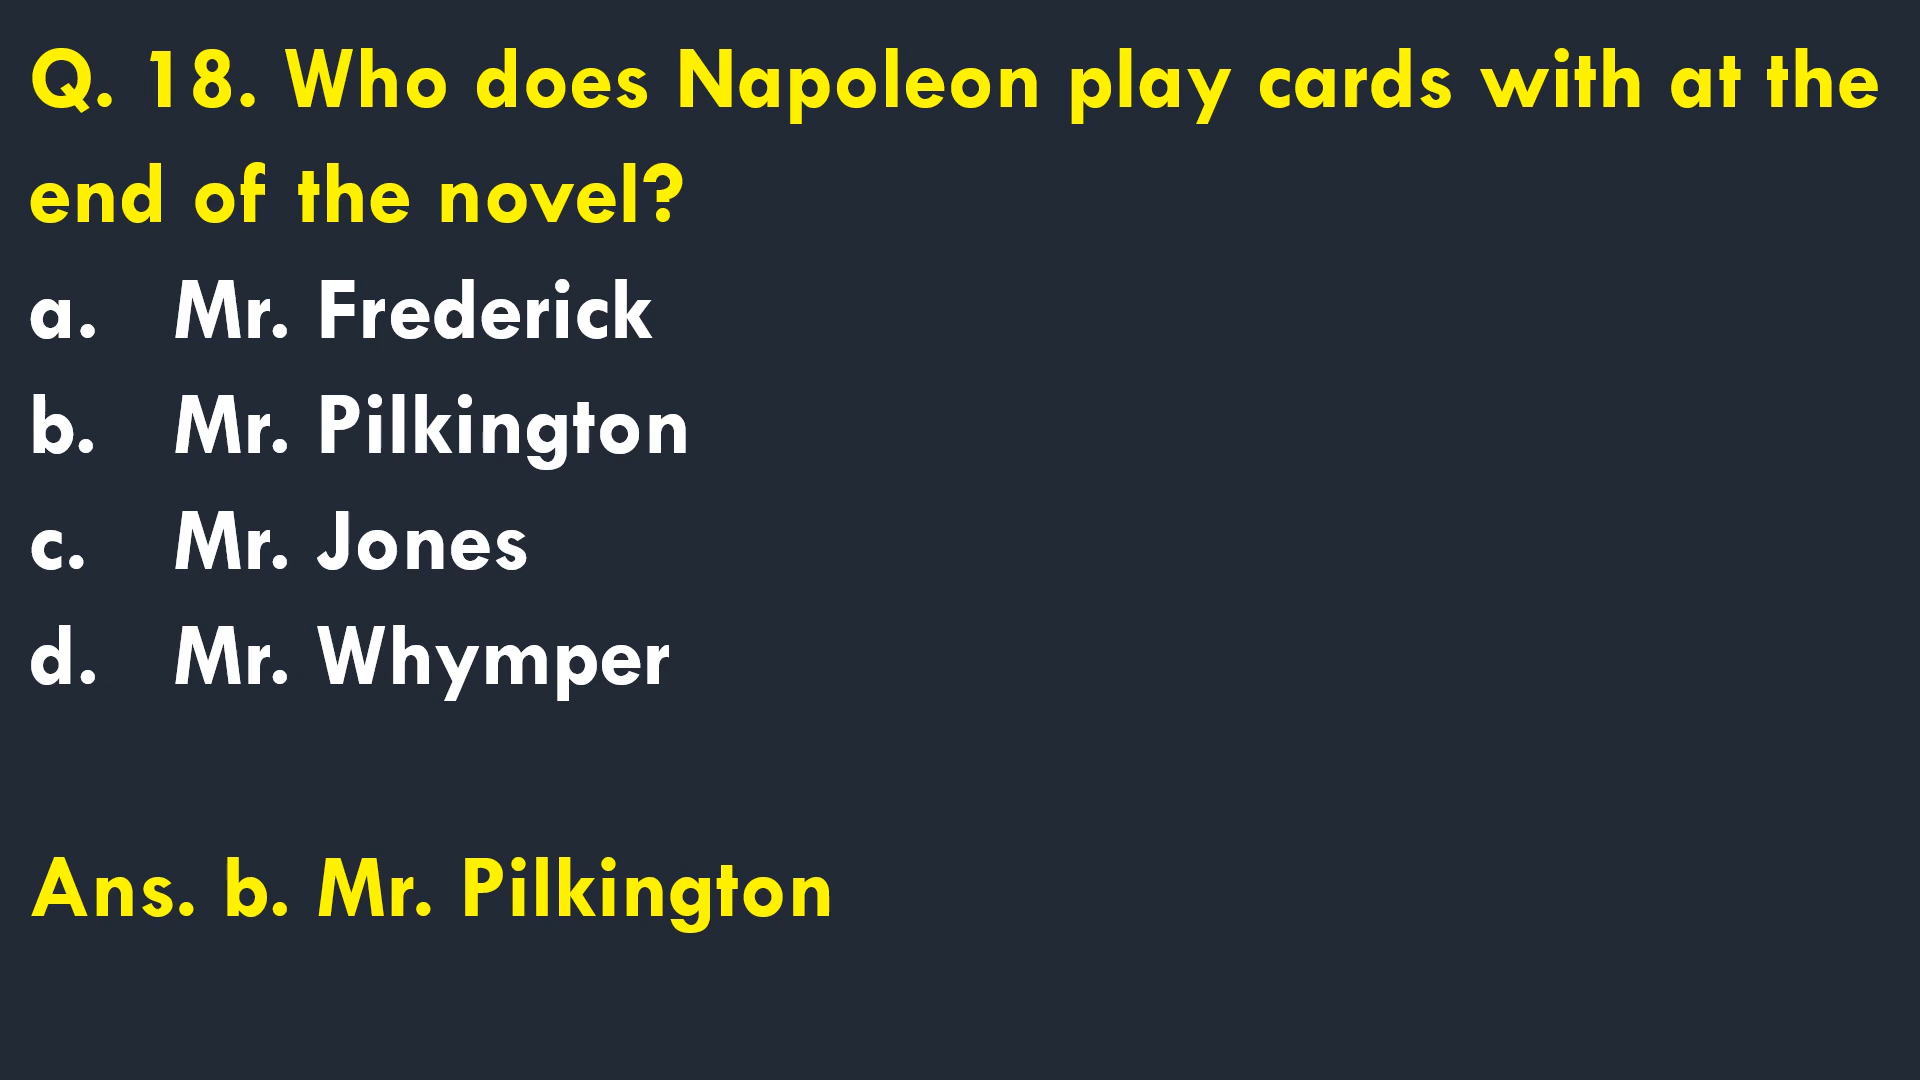 Q. 18. Who does Napoleon play cards with at the
end of the novel?
a. Mr. Frederick
b. Mr. Pilkington
c. Mr. Jones
d. Mr. Whymper
Ans. b. Mr. Pilkington